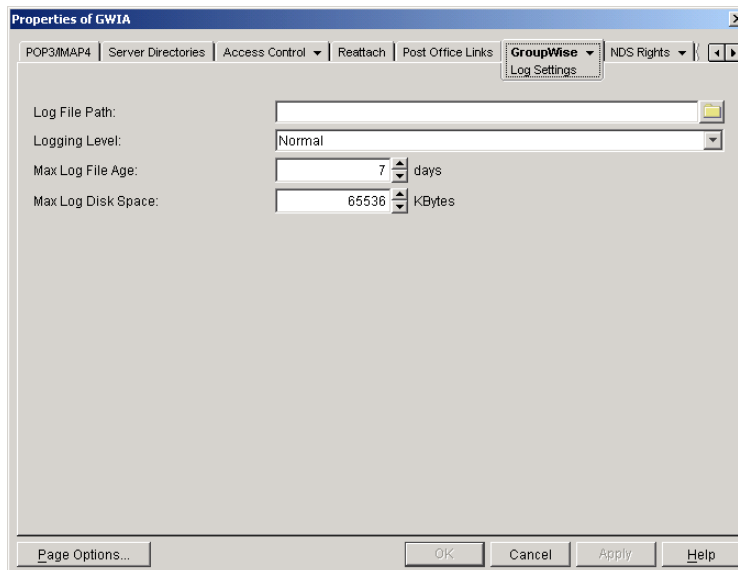 Properties of GWIA
POP3/IMAP4 Server Directories Access Control Reattach Post Office Links GroupWise NDS Rights
Log Settings
Log File Path:
Logging Level: Normal
Max Log File Age: 7 days
Max Log Disk Space: 65536 KBytes
Page Options... OK Cancel Apply Help